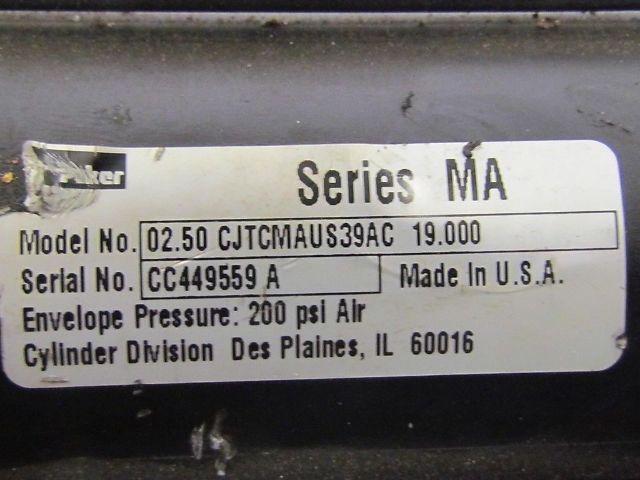 Parker
Series MA
Model No. 02.50 CJTCMAUS39AC 19.000
Serial No. CC449559 A Made In U.S.A.
Envelope Pressure: 200 psi Air
Cylinder Division Des Plaines, IL 60016